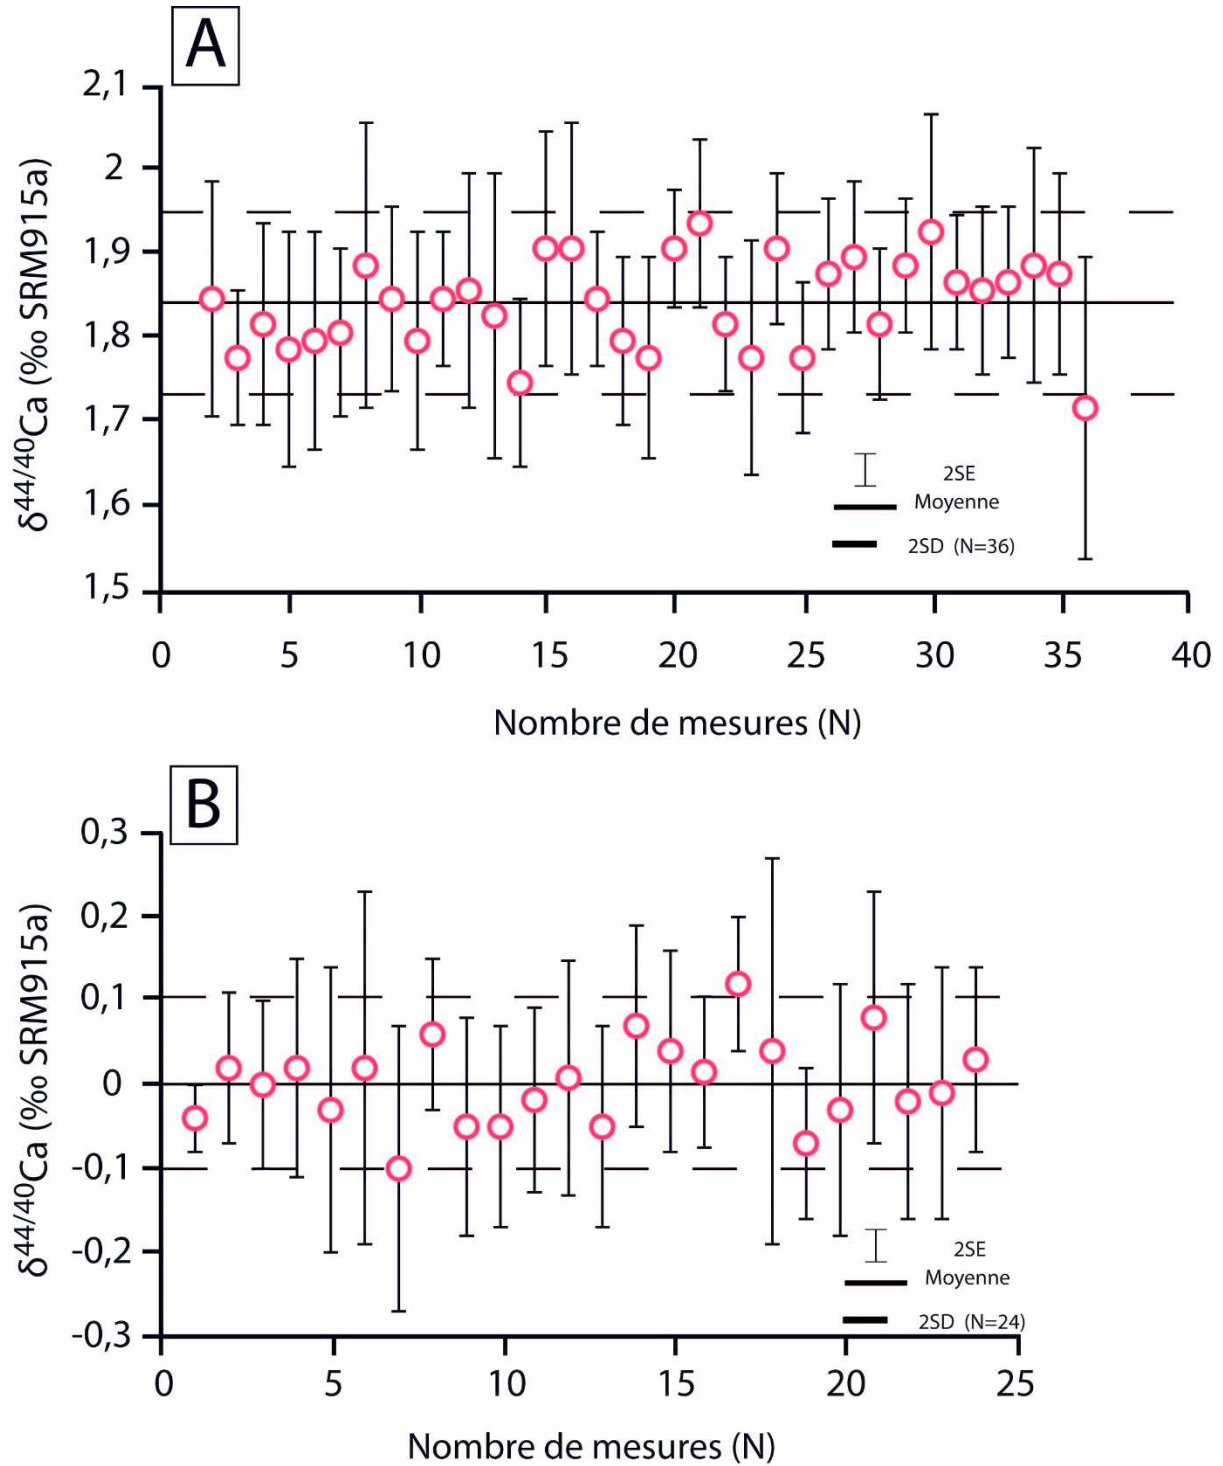 A
δ44/40Ca (‰ SRM915a)
2,1
2
1,9
1,8
1,7
1,6
1,5
2SE
Moyenne
2SD (N=36)
0 5 10 15 20 25 30 35 40
Nombre de mesures (N)
B
δ44/40Ca (‰ SRM915a)
0,3
0,2
0,1
0
-0,1
-0,2
-0,3
2SE
Moyenne
2SD (N=24)
0 5 10 15 20 25
Nombre de mesures (N)